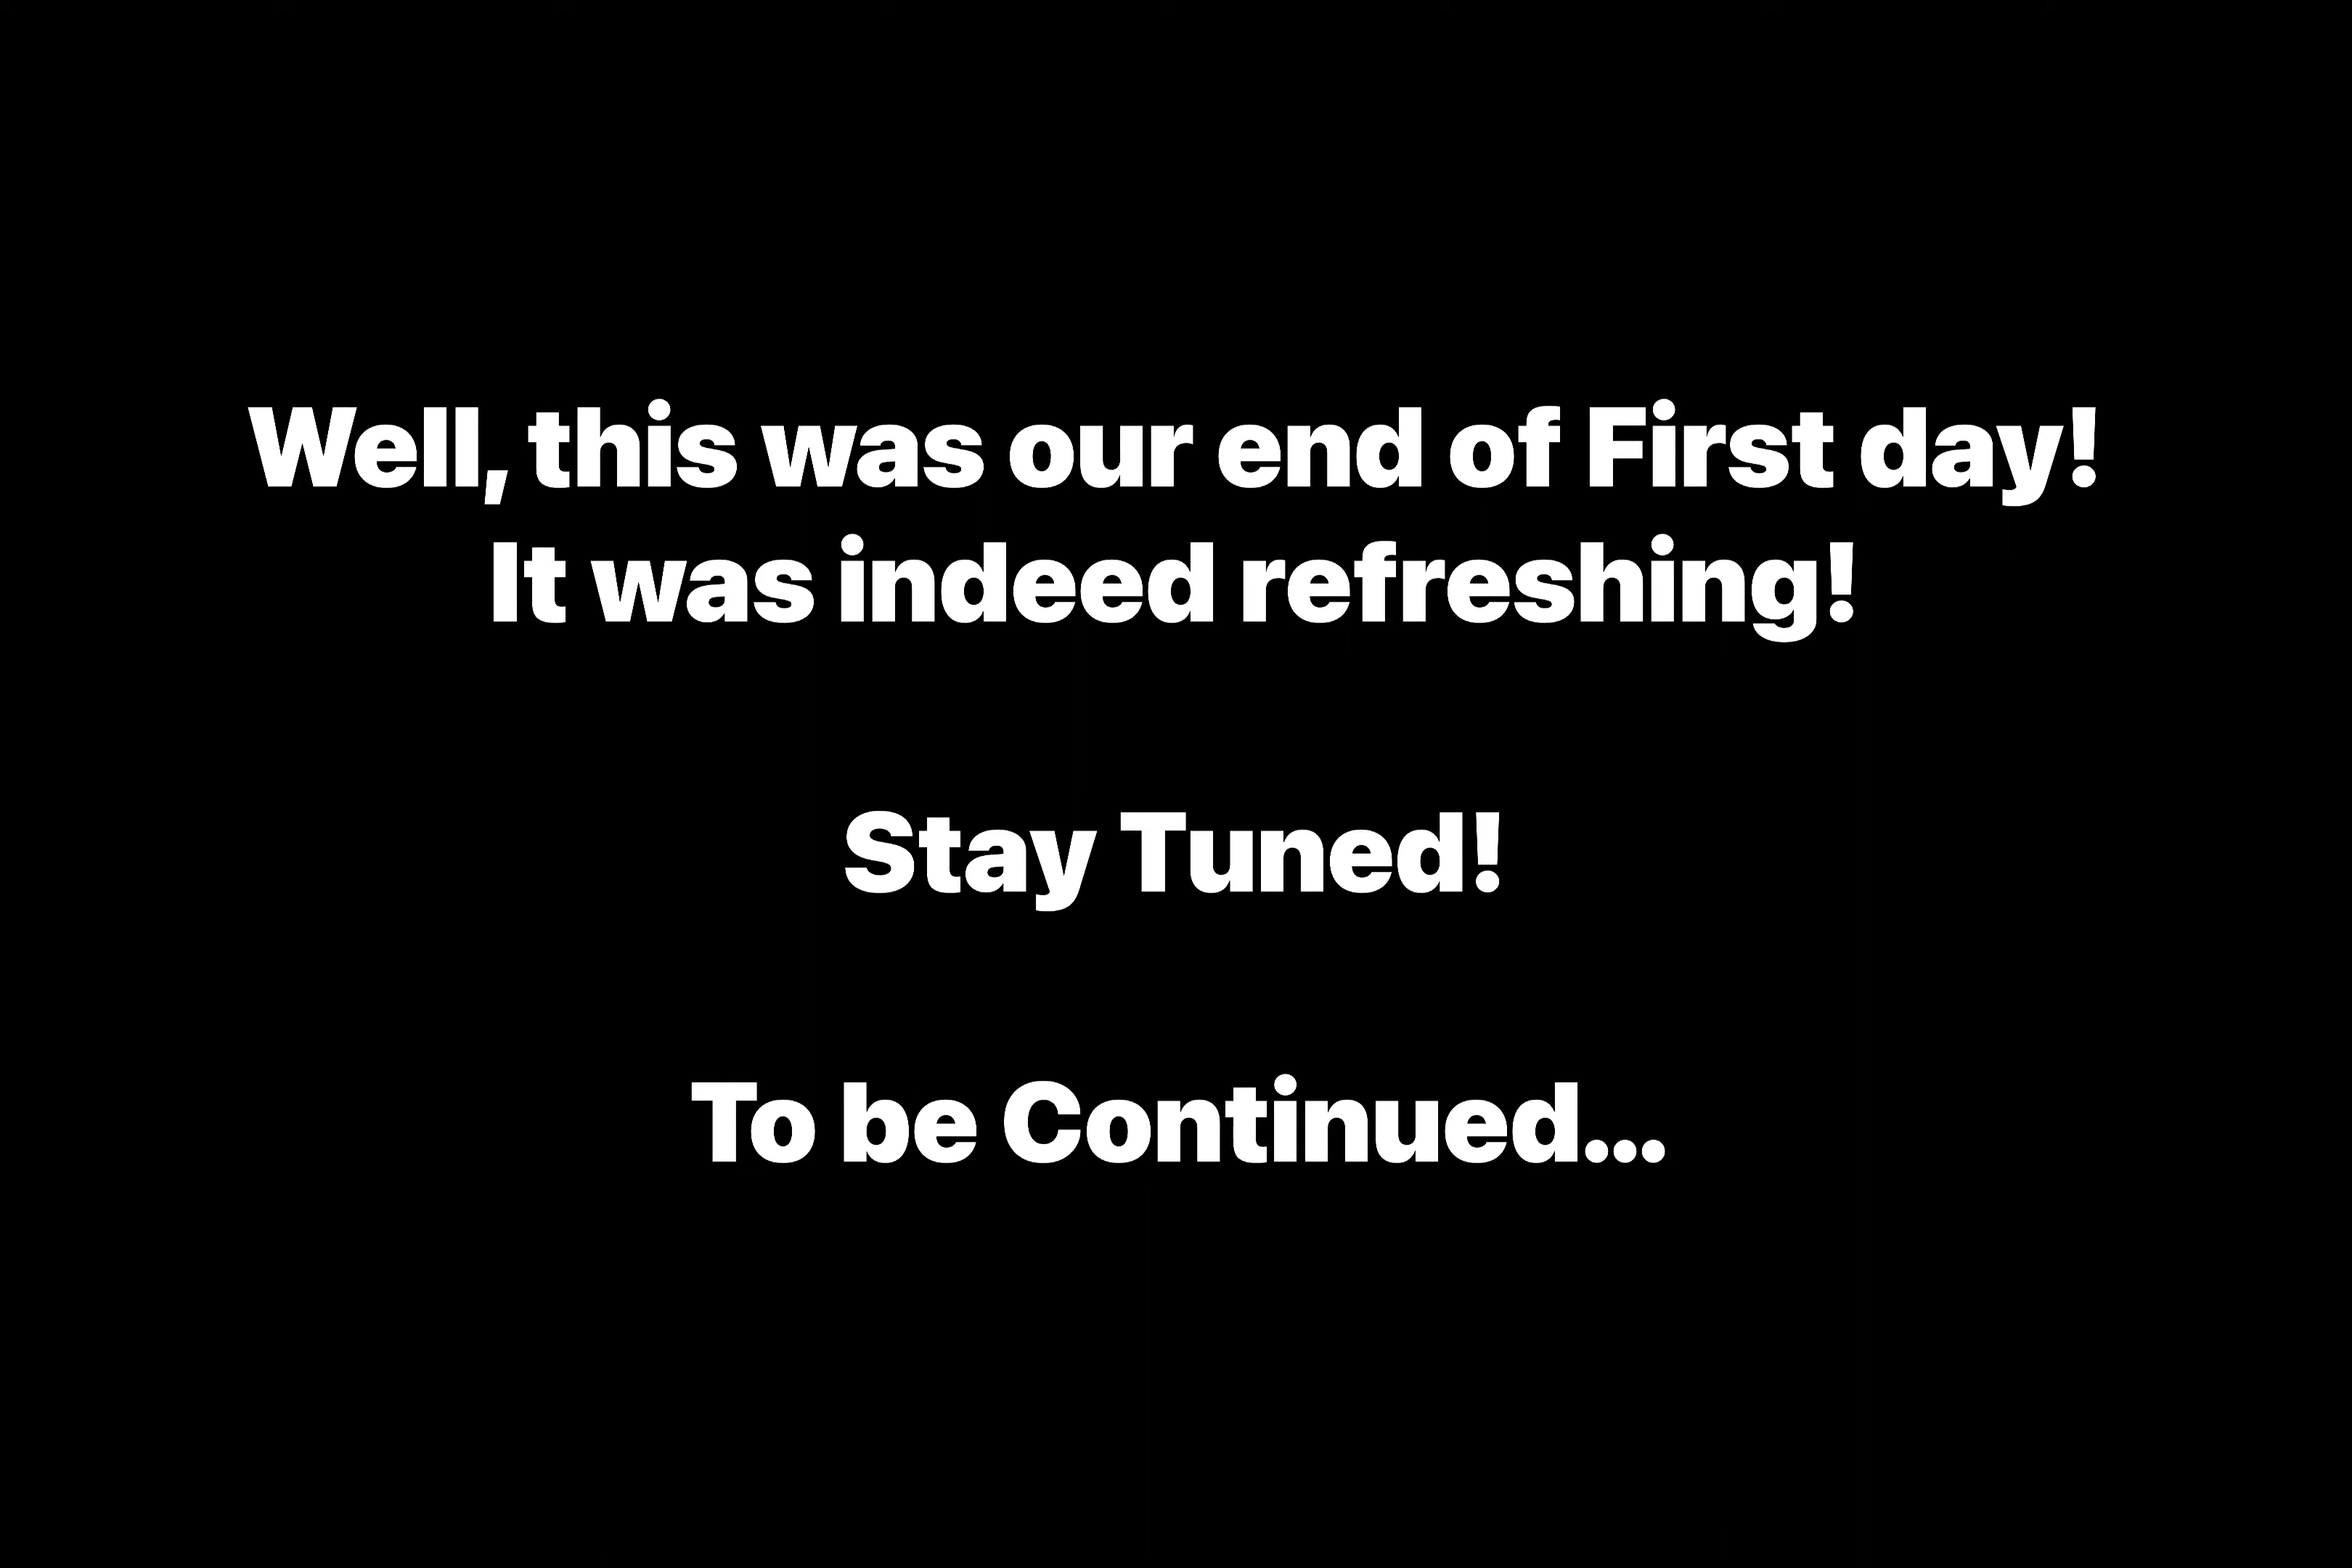 Well, this was our end of First day!
It was indeed refreshing!
Stay Tuned!
To be Continued...